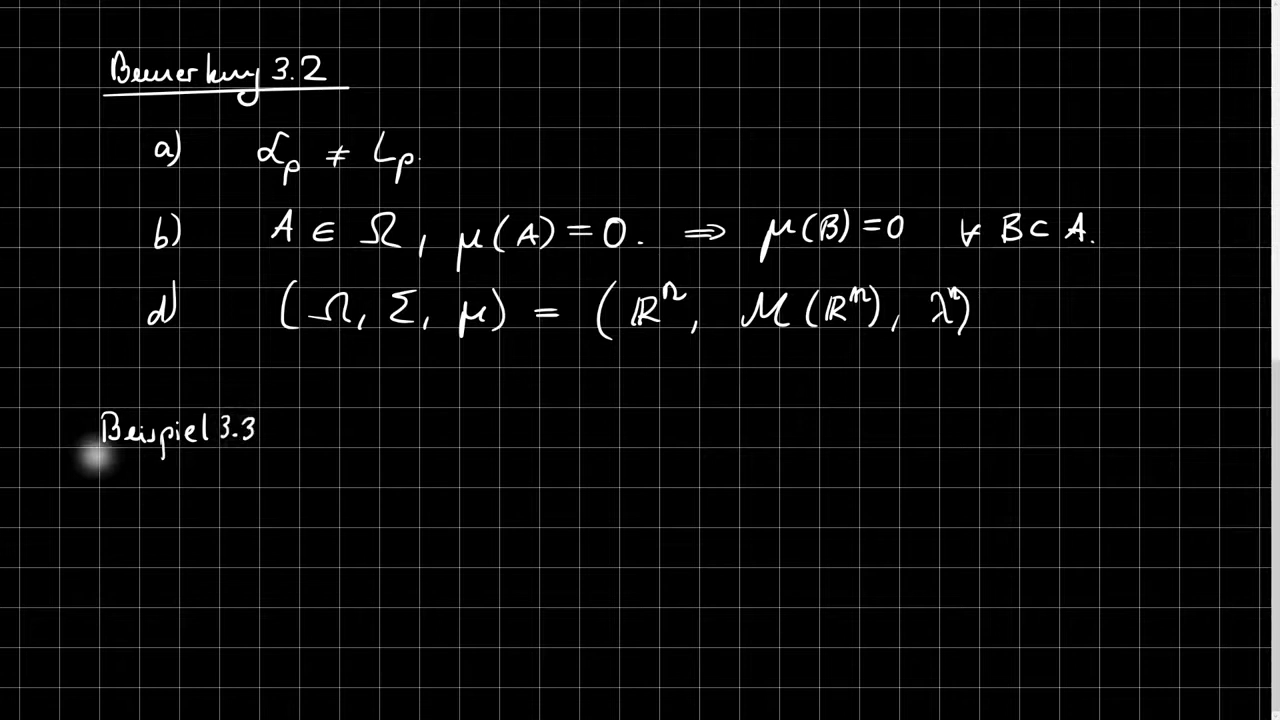 Bemerkung 3.2
a) ℒₚ ≠ Lₚ.
b) A ∈ Ω, μ(A) = 0. ⇒ μ(B) = 0 ∀ B ⊂ A.
d) (Ω, Σ, μ) = (ℝⁿ, M(ℝⁿ), λⁿ)
Beispiel 3.3